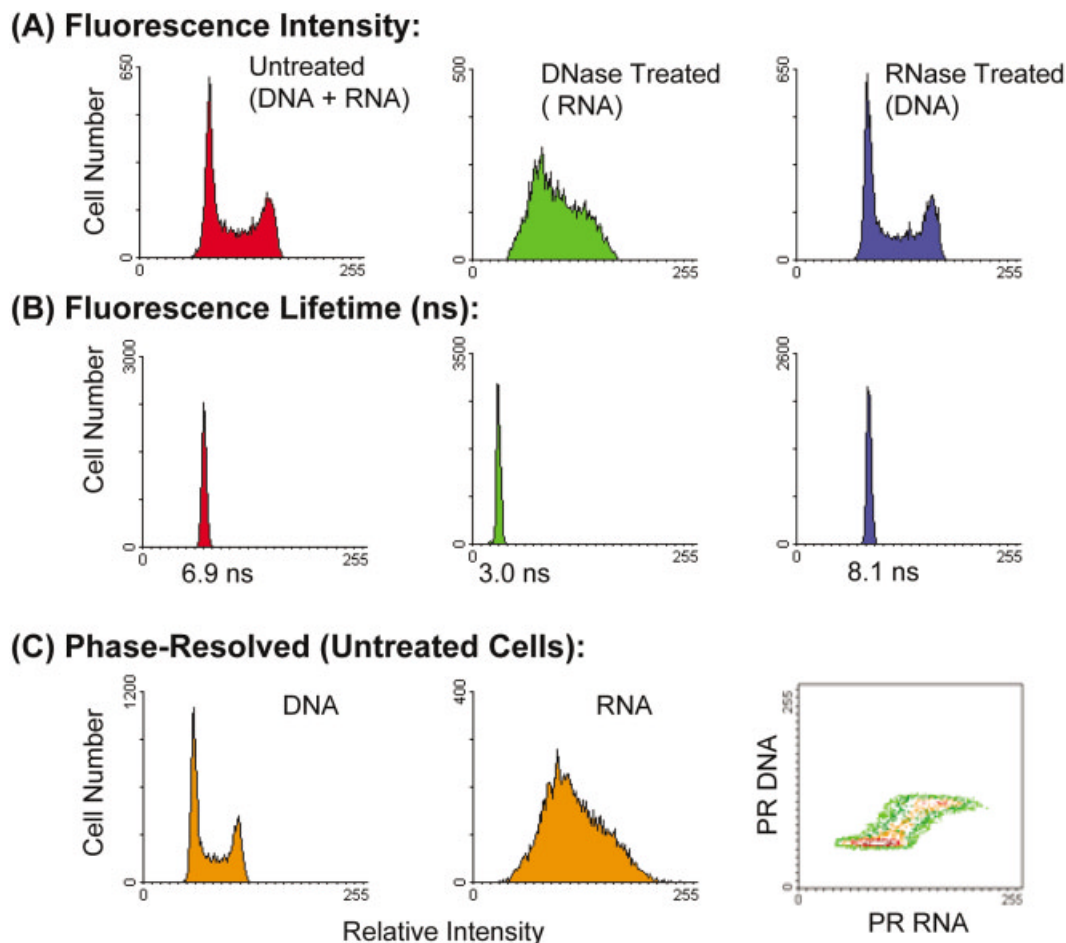 (A) Fluorescence Intensity:
Untreated
(DNA + RNA)
DNase Treated
( RNA)
RNase Treated
(DNA)
Cell Number
650
0
0
255
500
0
0
255
650
0
0
255
(B) Fluorescence Lifetime (ns):
Cell Number
3000
0
0
255
6.9 ns
3500
0
0
255
3.0 ns
2600
0
0
255
8.1 ns
(C) Phase-Resolved (Untreated Cells):
DNA
RNA
Cell Number
1200
0
0
255
400
0
0
255
Relative Intensity
PR DNA
255
0
0
255
PR RNA